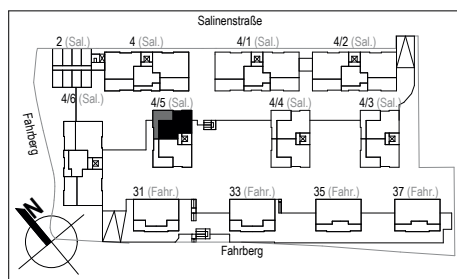 Salinenstraße
2 (Sal.) 4 (Sal.) 4/1 (Sal.) 4/2 (Sal.)
4/6 (Sal.) 4/5 (Sal.) 4/4 (Sal.) 4/3 (Sal.)
Fahrberg
31 (Fahr.) 33 (Fahr.) 35 (Fahr.) 37 (Fahr.)
N
Fahrberg